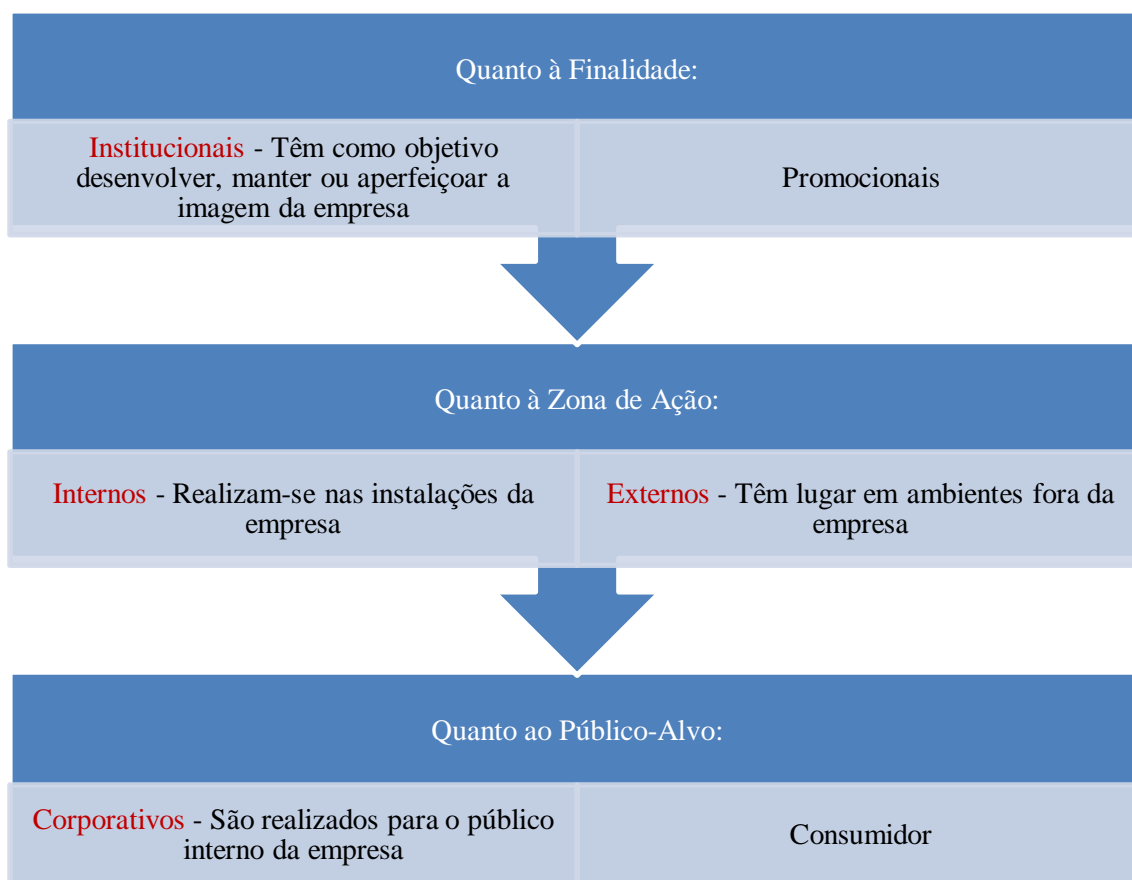 Quanto à Finalidade:
Institucionais - Têm como objetivo
desenvolver, manter ou aperfeiçoar a
imagem da empresa
Promocionais
Quanto à Zona de Ação:
Internos - Realizam-se nas instalações da
empresa
Externos - Têm lugar em ambientes fora da
empresa
Quanto ao Público-Alvo:
Corporativos - São realizados para o público
interno da empresa
Consumidor